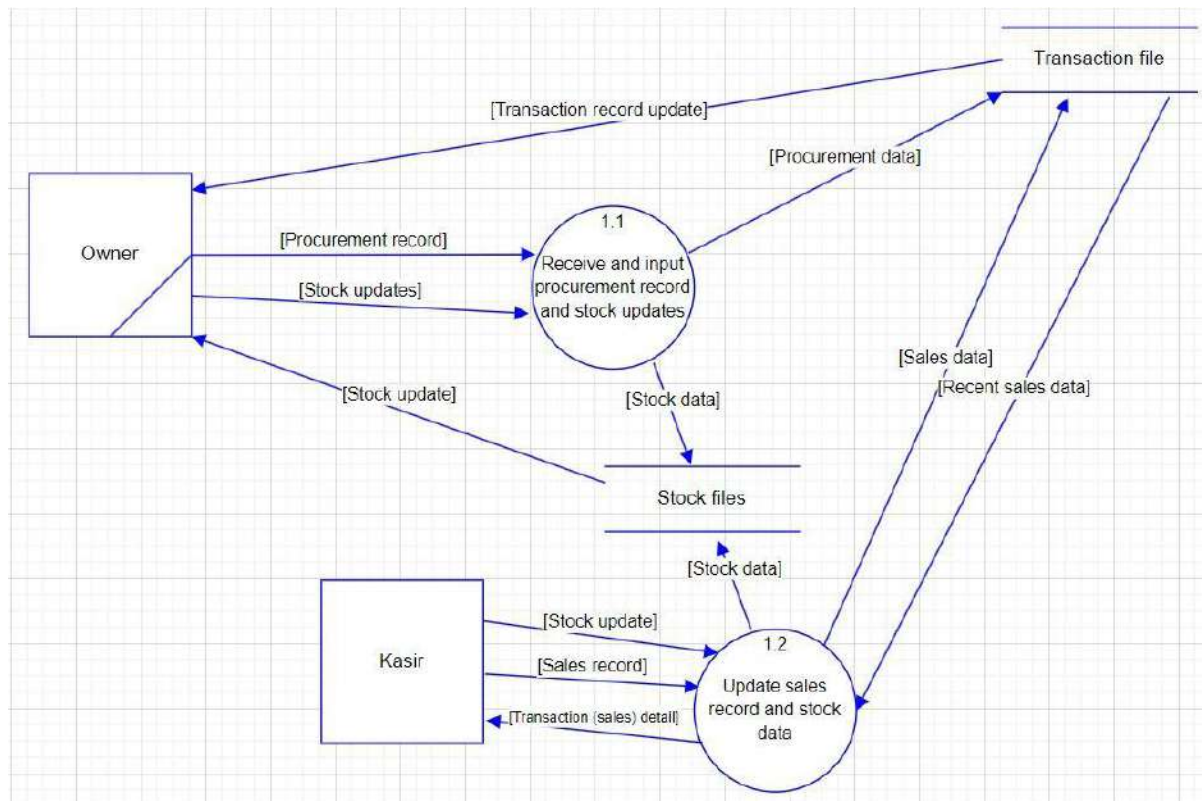 Transaction file
[Transaction record update]
[Procurement data]
1.1
Owner
[Procurement record]
Receive and input
procurement record
and stock updates
[Stock updates]
[Sales data]
[Recent sales data]
[Stock update]
[Stock data]
Stock files
[Stock data]
[Stock update]
1.2
Kasir
[Sales record]
Update sales
record and stock
data
[Transaction (sales) detail]